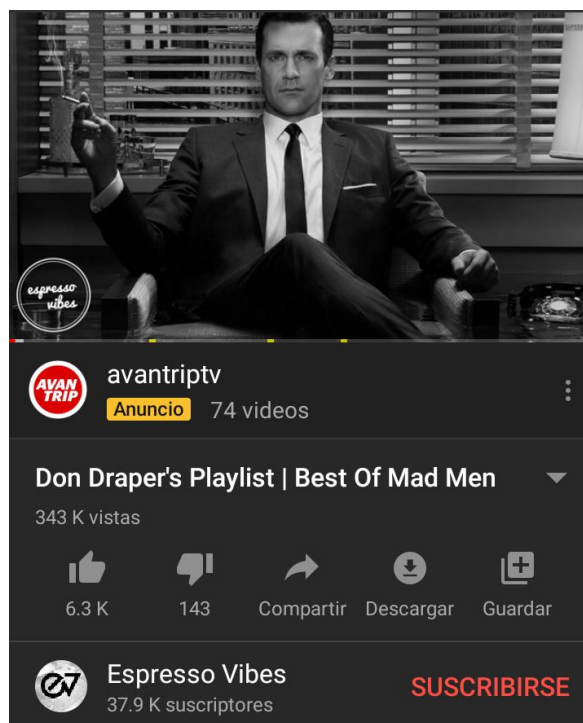 espresso
vibes
AVAN
TRIP
avantriptv
Anuncio 74 videos
Don Draper's Playlist | Best Of Mad Men
343 K vistas
6.3 K 143 Compartir Descargar Guardar
Espresso Vibes
37.9 K suscriptores
SUSCRIBIRSE